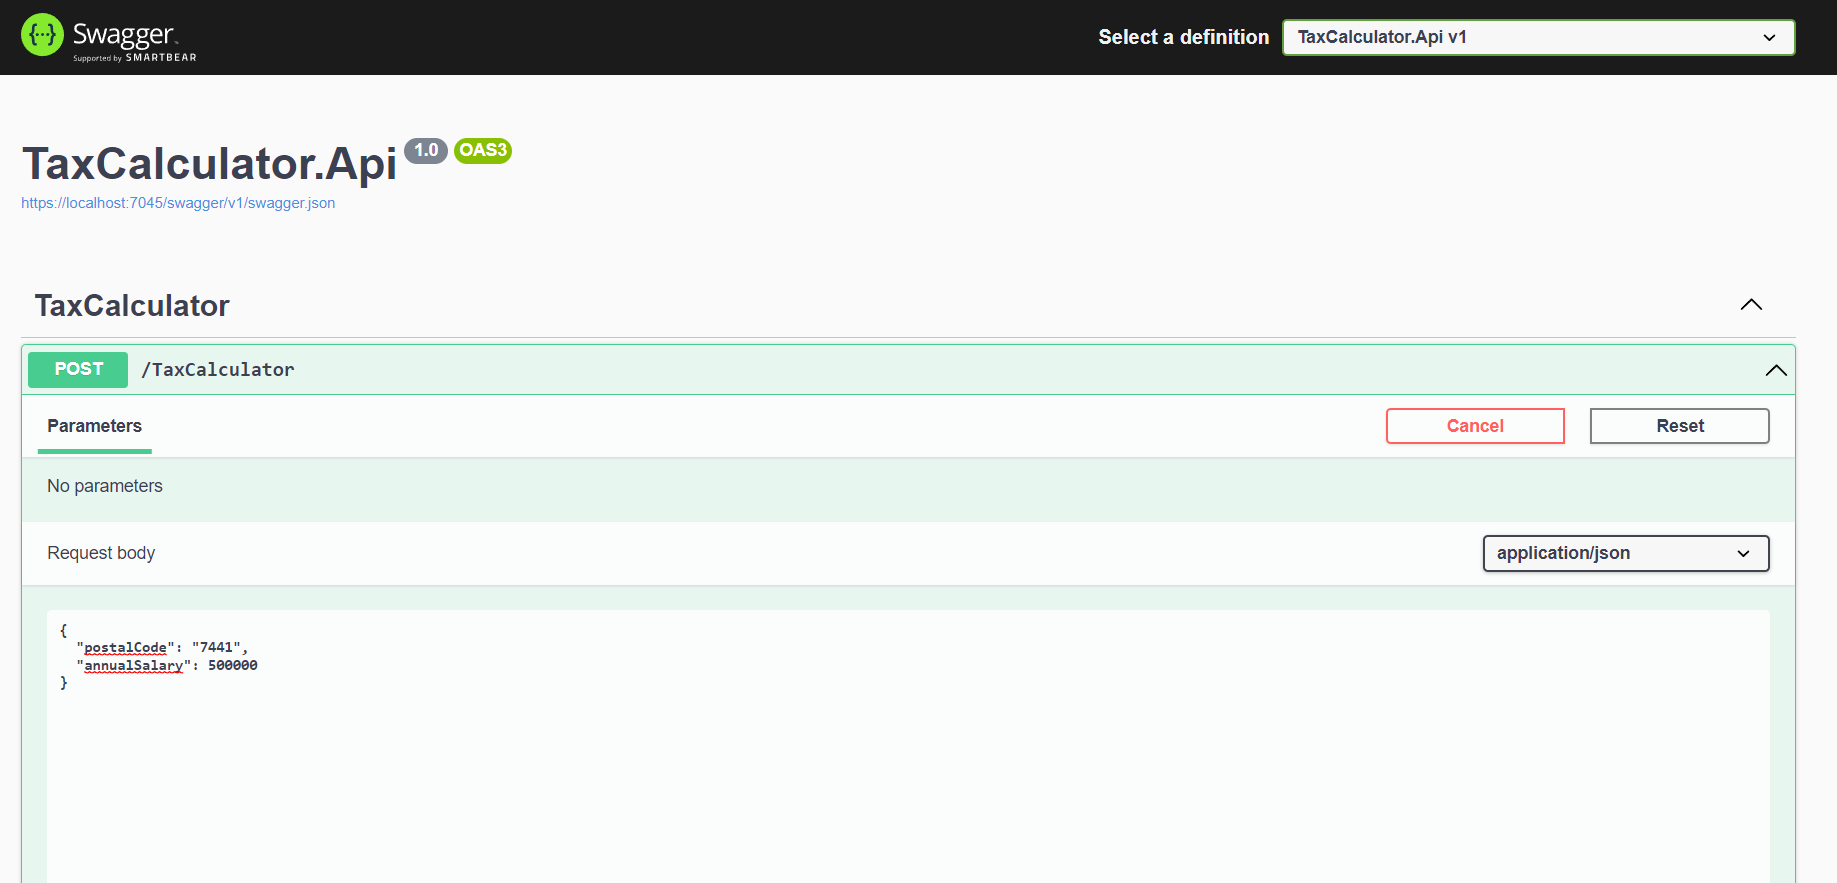 Swagger™
Supported by SMARTBEAR
Select a definition
TaxCalculator.Api v1
TaxCalculator.Api 1.0 OAS3
https://localhost:7045/swagger/v1/swagger.json
TaxCalculator
POST /TaxCalculator
Parameters
Cancel
Reset
No parameters
Request body
application/json
{
  "postalCode": "7441",
  "annualSalary": 500000
}